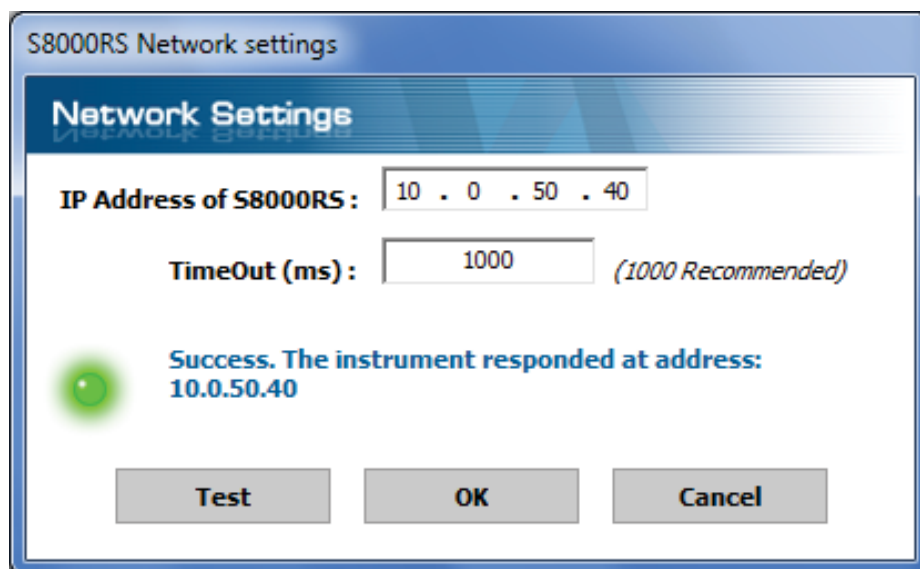 S8000RS Network settings
Network Settings
IP Address of S8000RS : 10 . 0 . 50 . 40
TimeOut (ms) : 1000 (1000 Recommended)
Success. The instrument responded at address:
10.0.50.40
Test OK Cancel